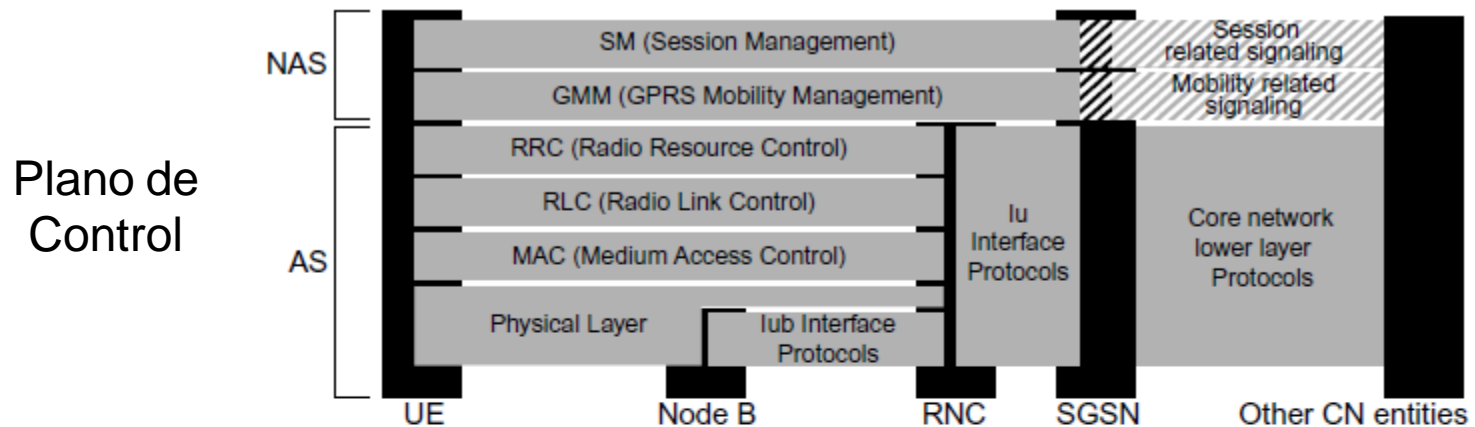 SM (Session Management)
Session
related signaling
NAS
GMM (GPRS Mobility Management)
Mobility related
signaling
Plano de
Control
RRC (Radio Resource Control)
RLC (Radio Link Control)
AS
MAC (Medium Access Control)
Physical Layer
Iub Interface
Protocols
Iu
Interface
Protocols
Core network
lower layer
Protocols
UE
Node B
RNC
SGSN
Other CN entities